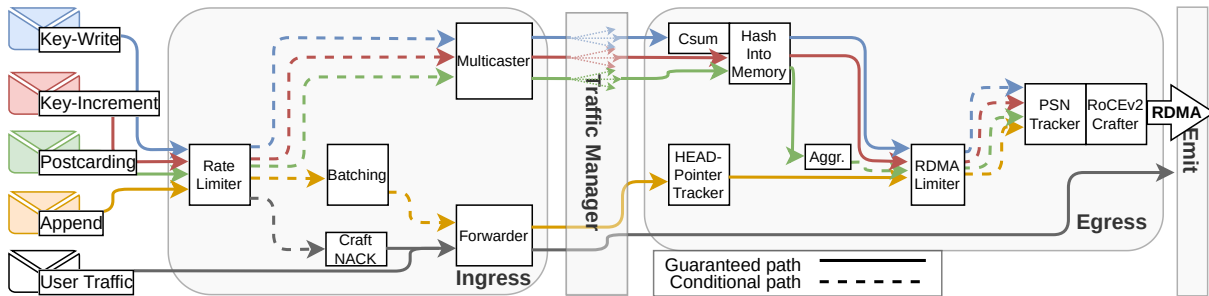 Key-Write
Key-Increment
Postcarding
Append
User Traffic
Rate
Limiter
Multicaster
Batching
Craft
NACK
Forwarder
Ingress
Traffic Manager
Csum
Hash
Into
Memory
HEAD-
Pointer
Tracker
Aggr.
RDMA
Limiter
PSN
Tracker
RoCEv2
Crafter
RDMA
Emit
Egress
Guaranteed path
Conditional path